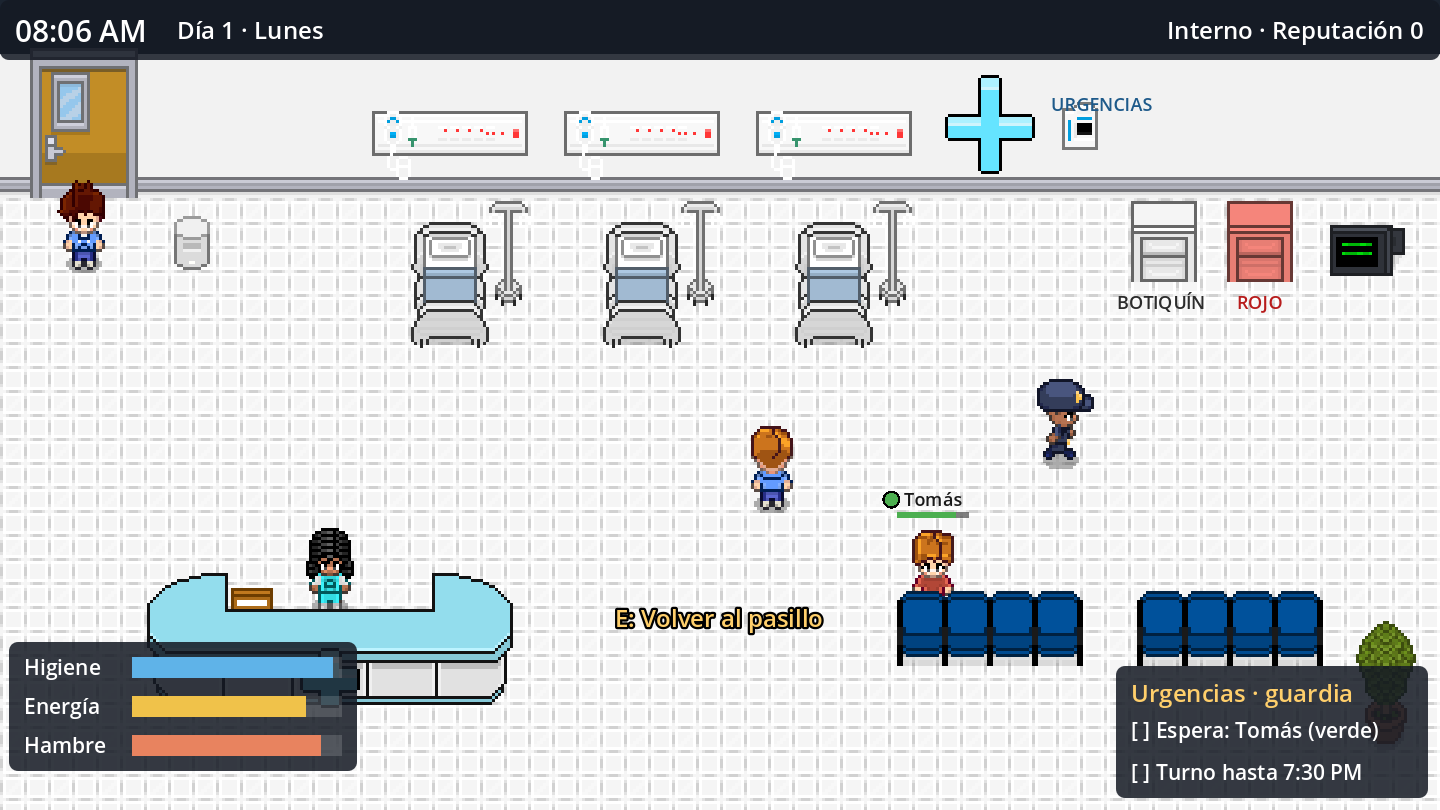 08:06 AM
Día 1 · Lunes
Interno · Reputación 0
URGENCIAS
BOTIQUÍN
ROJO
Tomás
E: Volver al pasillo
Higiene
Energía
Hambre
Urgencias · guardia
[ ] Espera: Tomás (verde)
[ ] Turno hasta 7:30 PM